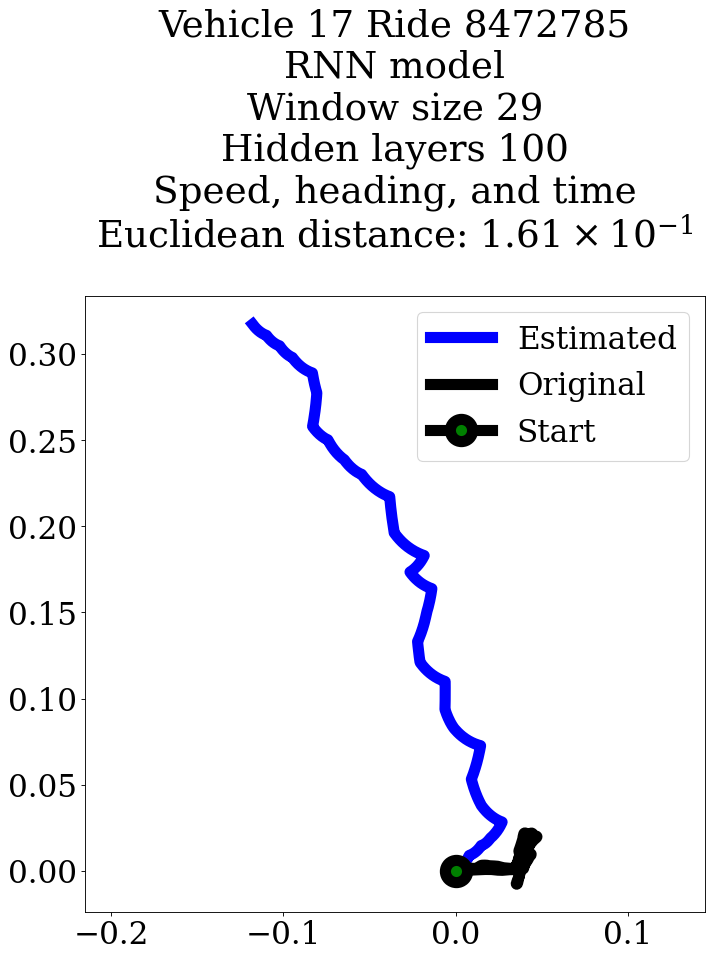 Vehicle 17 Ride 8472785
RNN model
Window size 29
Hidden layers 100
Speed, heading, and time
Euclidean distance: 1.61 × 10⁻¹
Estimated
Original
Start
0.30
0.25
0.20
0.15
0.10
0.05
0.00
−0.2
−0.1
0.0
0.1